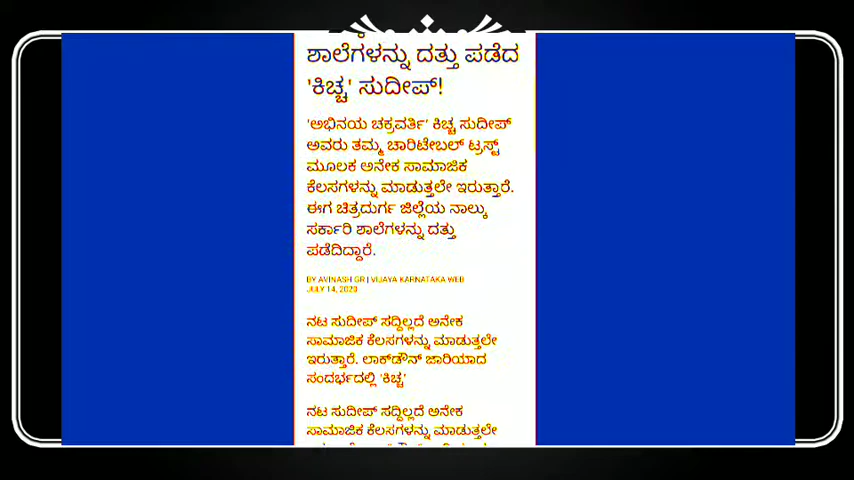 ಶಾಲೆಗಳನ್ನು ದತ್ತು ಪಡೆದ
'ಕಿಚ್ಚ' ಸುದೀಪ್!
'ಅಭಿನಯ ಚಕ್ರವರ್ತಿ' ಕಿಚ್ಚ ಸುದೀಪ್
ಅವರು ತಮ್ಮ ಚಾರಿಟೇಬಲ್ ಟ್ರಸ್ಟ್
ಮೂಲಕ ಅನೇಕ ಸಾಮಾಜಿಕ
ಕೆಲಸಗಳನ್ನು ಮಾಡುತ್ತಲೇ ಇರುತ್ತಾರೆ.
ಈಗ ಚಿತ್ರದುರ್ಗ ಜಿಲ್ಲೆಯ ನಾಲ್ಕು
ಸರ್ಕಾರಿ ಶಾಲೆಗಳನ್ನು ದತ್ತು
ಪಡೆದಿದ್ದಾರೆ.
BY AVINASH GR | VIJAYA KARNATAKA WEB
JULY 14, 2020
ನಟ ಸುದೀಪ್ ಸದ್ದಿಲ್ಲದೆ ಅನೇಕ
ಸಾಮಾಜಿಕ ಕೆಲಸಗಳನ್ನು ಮಾಡುತ್ತಲೇ
ಇರುತ್ತಾರೆ. ಲಾಕ್‌ಡೌನ್ ಜಾರಿಯಾದ
ಸಂದರ್ಭದಲ್ಲಿ 'ಕಿಚ್ಚ'
ನಟ ಸುದೀಪ್ ಸದ್ದಿಲ್ಲದೆ ಅನೇಕ
ಸಾಮಾಜಿಕ ಕೆಲಸಗಳನ್ನು ಮಾಡುತ್ತಲೇ